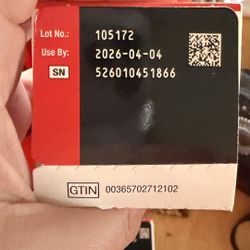 Lot No.: 105172
Use By: 2026-04-04
SN 526010451866
GTIN 00365702712102